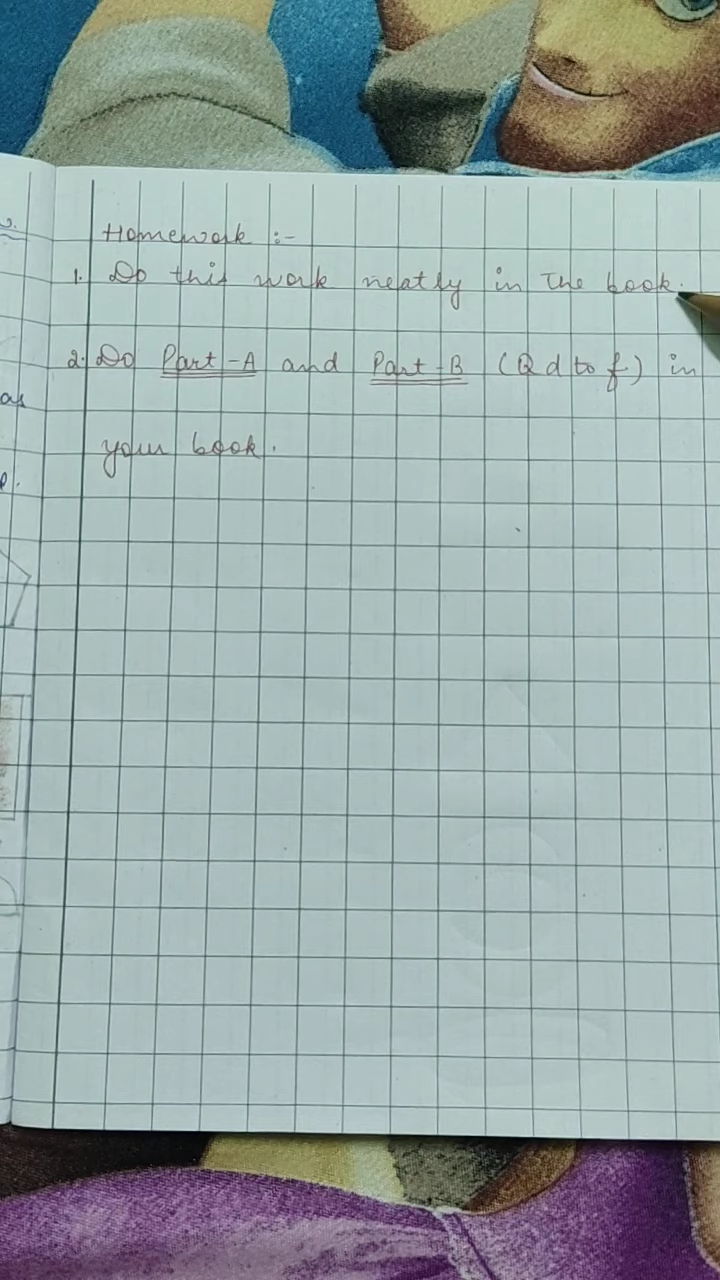 Homework :-
1. Do this work neatly in the book.
2. Do Part-A and Part-B (Q d to f) in
your book.